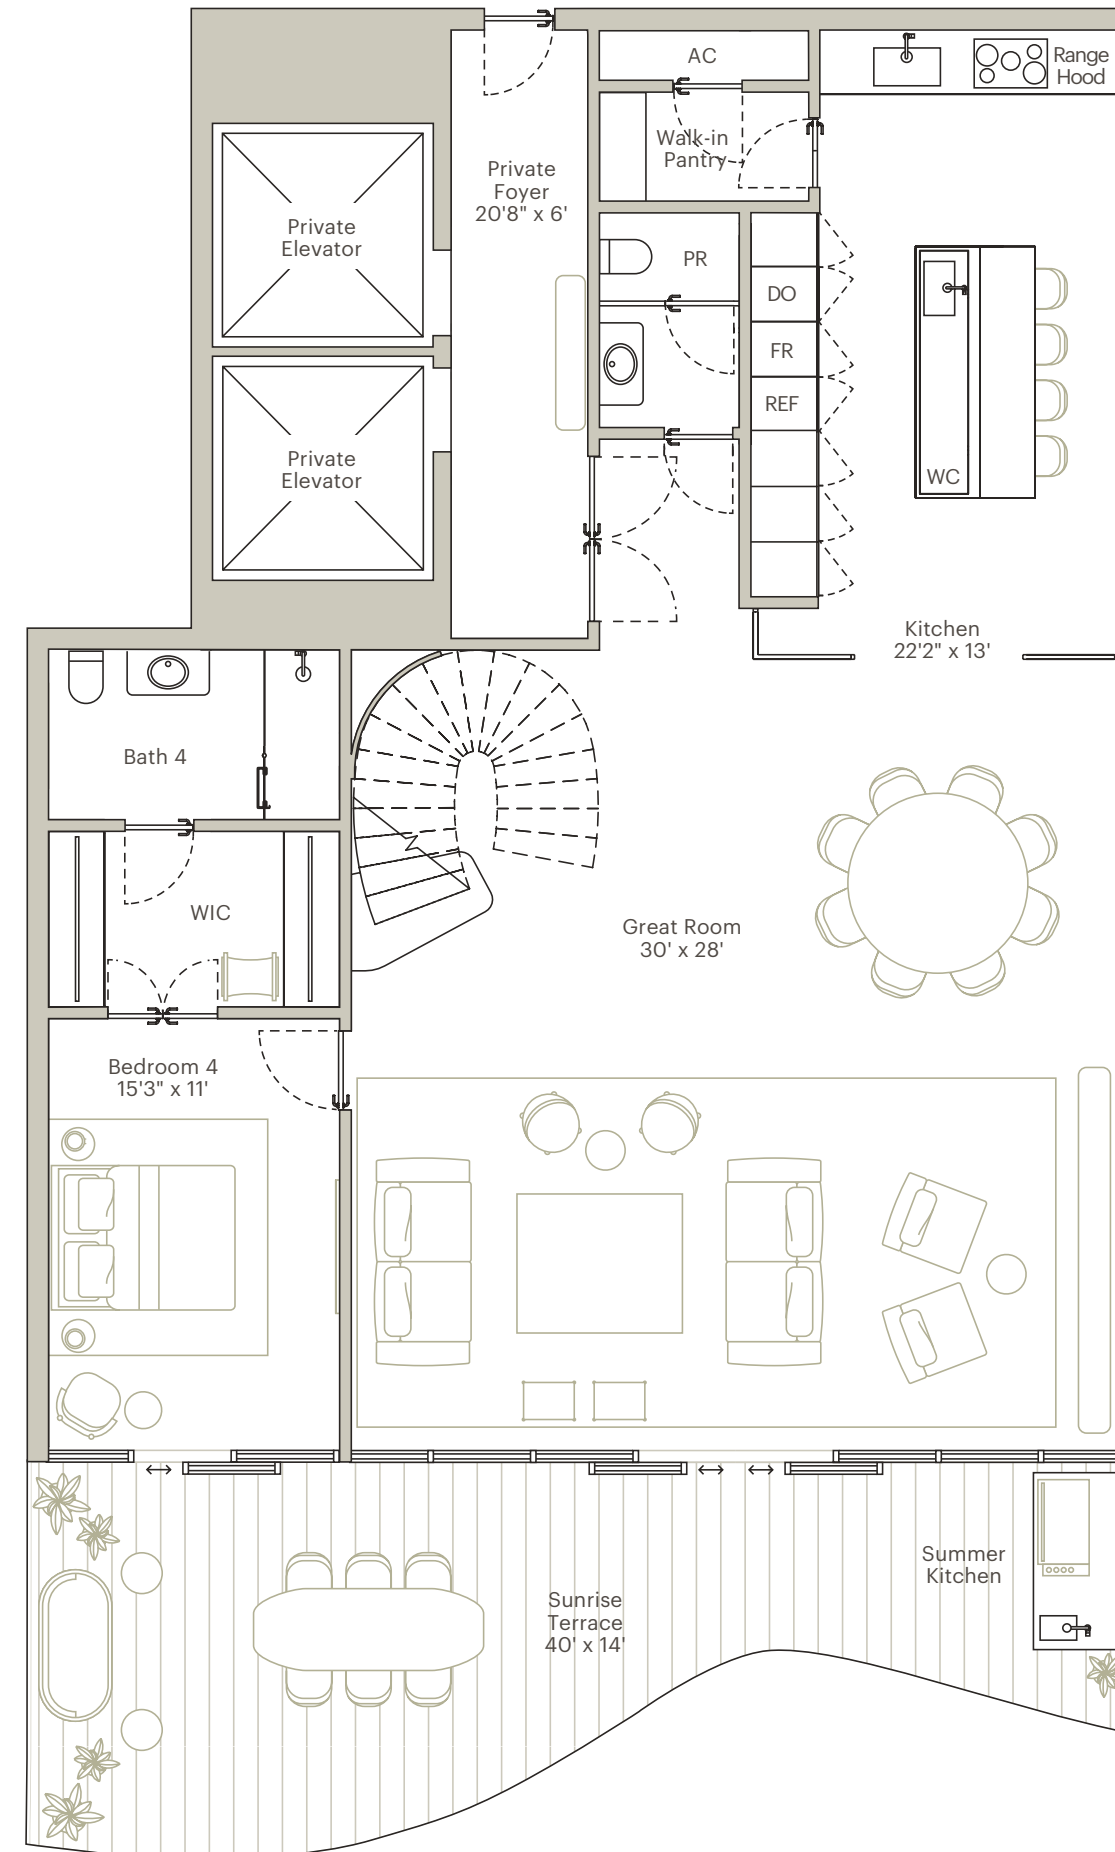 AC
Range
Hood
Walk-in
Pantry
Private
Foyer
20'8" x 6'
Private
Elevator
PR
DO
FR
REF
Private
Elevator
WC
Kitchen
22'2" x 13'
Bath 4
WIC
Great Room
30' x 28'
Bedroom 4
15'3" x 11'
Summer
Kitchen
Sunrise
Terrace
40' x 14'